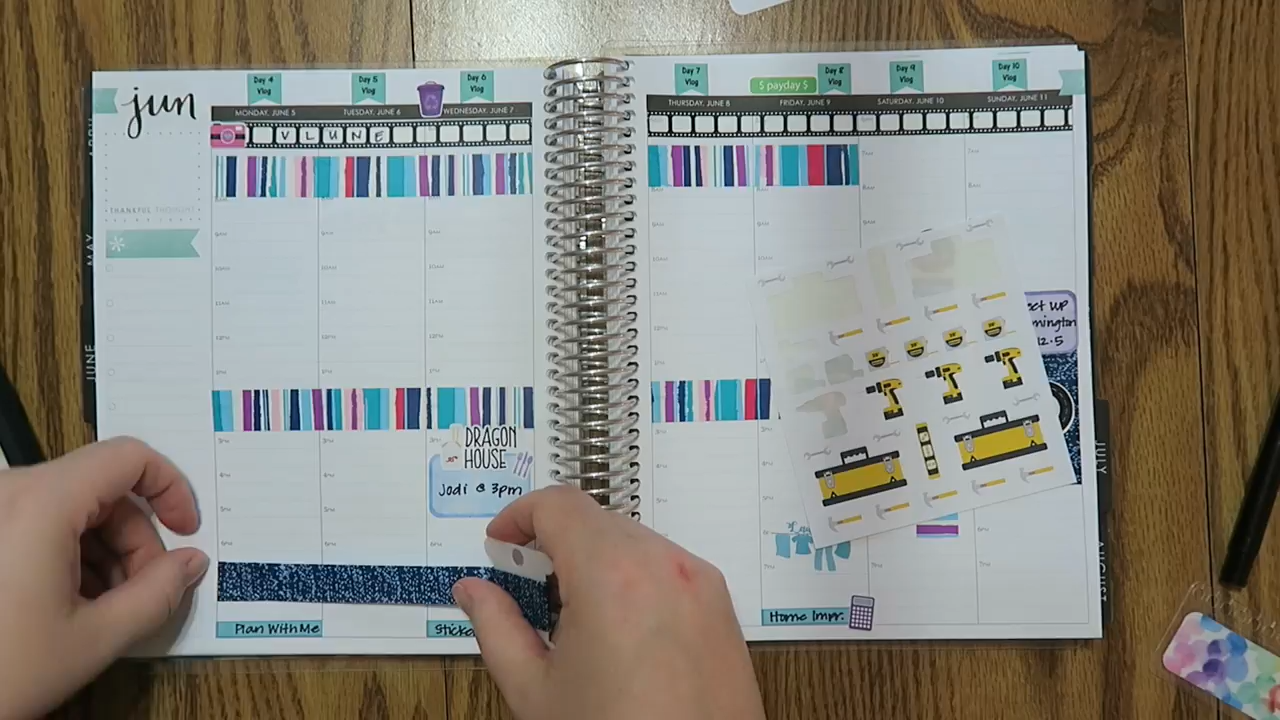 Day 4
Vlog
Day 5
Vlog
Day 6
Vlog
Day 7
Vlog
$ payday $
Day 8
Vlog
Day 9
Vlog
Day 10
Vlog
jun
MONDAY, JUNE 5
TUESDAY, JUNE 6
WEDNESDAY, JUNE 7
THURSDAY, JUNE 8
FRIDAY, JUNE 9
SATURDAY, JUNE 10
SUNDAY, JUNE 11
VLUNE
THANKFUL THOUGHT
DRAGON
HOUSE
Jodi @ 3pm
Plan With Me
Home Impr.
MAY
JUNE
JULY
AUGUST